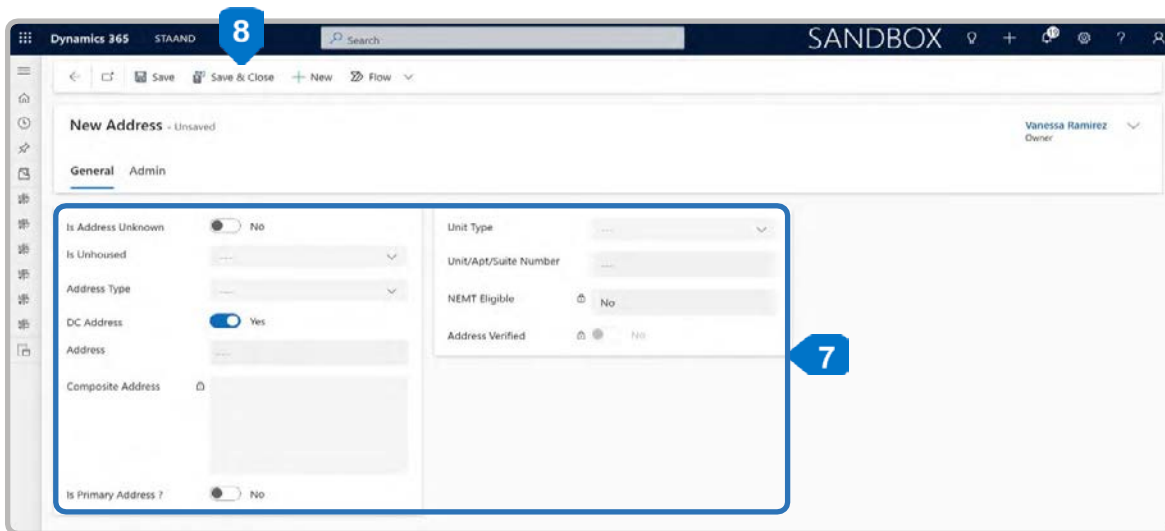 8
Dynamics 365 STAAND Search SANDBOX
Save Save & Close New Flow
New Address - Unsaved
Vanessa Ramirez
Owner
General Admin
Is Address Unknown No
Is Unhoused ---
Address Type ---
DC Address Yes
Address ---
Composite Address
Is Primary Address ? No
Unit Type ---
Unit/Apt/Suite Number ---
NEMT Eligible No
Address Verified No
7